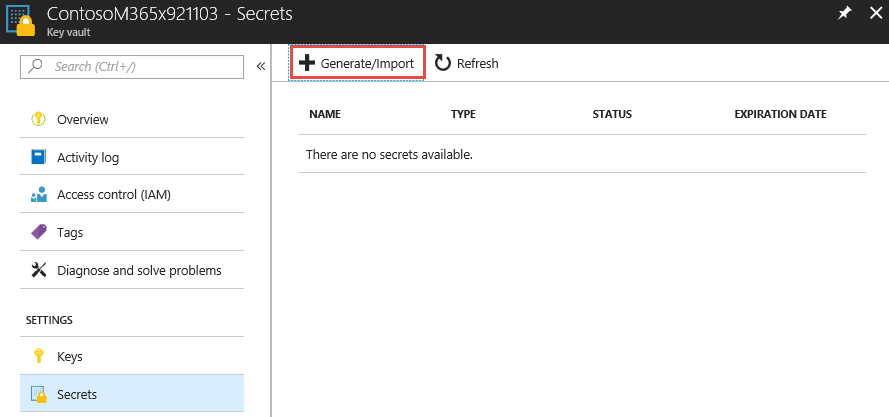 ContosoM365x921103 - Secrets
Key vault
Search (Ctrl+/)
«
Overview
Activity log
Access control (IAM)
Tags
Diagnose and solve problems
SETTINGS
Keys
Secrets
Generate/Import
Refresh
NAME TYPE STATUS EXPIRATION DATE
There are no secrets available.